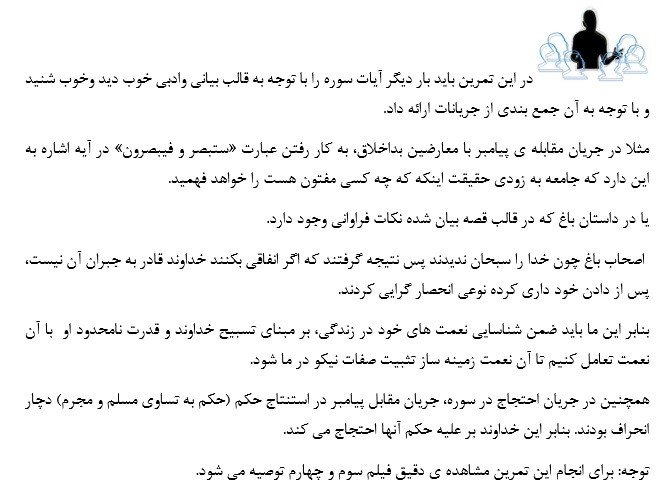 در این تمرین باید بار دیگر آیات سوره را با توجه به قالب بیانی وادبی خوب دید وخوب شنید
و با توجه به آن جمع بندی از جریانات ارائه داد.
مثلا در جریان مقابله ی پیامبر با معارضین بداخلاق، به کار رفتن عبارت «ستبصر و فیبصرون» در آیه اشاره به
این دارد که جامعه به زودی حقیقت اینکه که چه کسی مفتون هست را خواهد فهمید.
یا در داستان باغ که در قالب قصه بیان شده نکات فراوانی وجود دارد.
اصحاب باغ چون خدا را سبحان ندیدند پس نتیجه گرفتند که اگر انفاقی بکنند خداوند قادر به جبران آن نیست،
پس از دادن خود داری کرده نوعی انحصار گرایی کردند.
بنابر این ما باید ضمن شناسایی نعمت های خود در زندگی، بر مبنای تسبیح خداوند و قدرت نامحدود او با آن
نعمت تعامل کنیم تا آن نعمت زمینه ساز تثبیت صفات نیکو در ما شود.
همچنین در جریان احتجاج در سوره، جریان مقابل پیامبر در استنتاج حکم (حکم به تساوی مسلم و مجرم) دچار
انحراف بودند. بنابر این خداوند بر علیه حکم آنها احتجاج می کند.
توجه: برای انجام این تمرین مشاهده ی دقیق فیلم سوم و چهارم توصیه می شود.